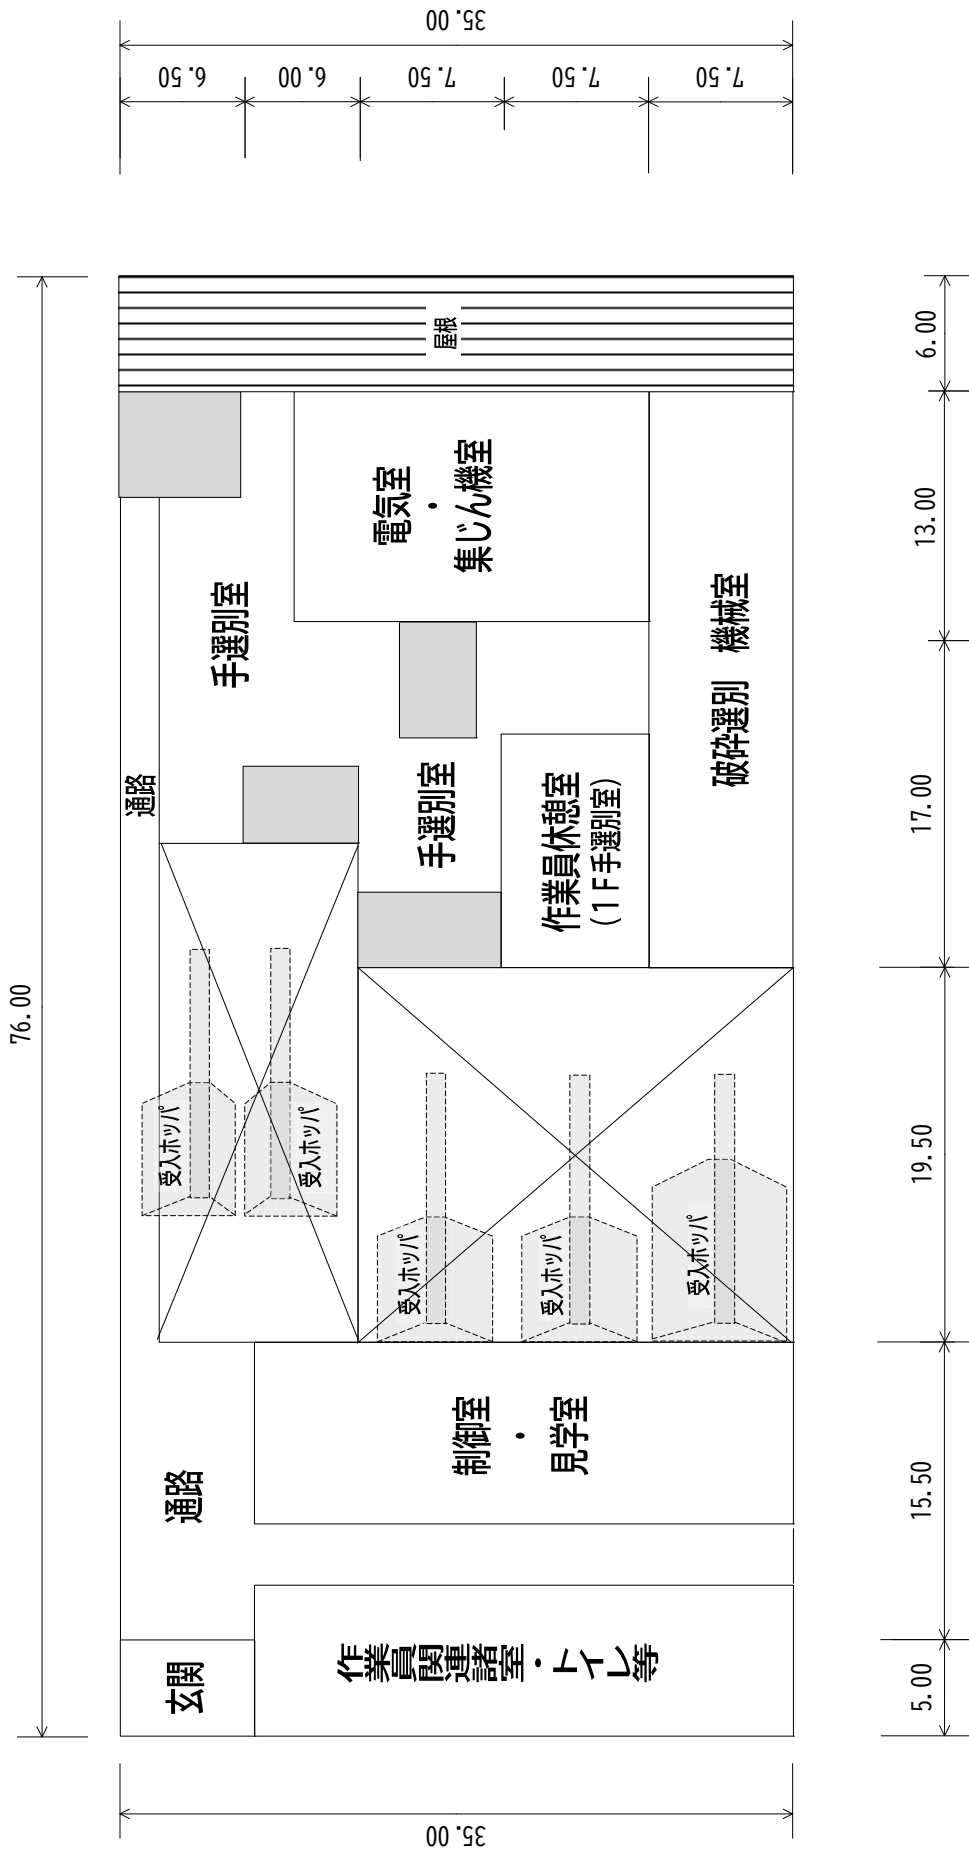 35.00
6.50
6.00
7.50
7.50
7.50
76.00
屋根
6.00
電気室
・
集じん機室
13.00
手選別室
破砕選別　機械室
通路
手選別室
作業員休憩室
(1F手選別室)
17.00
受入ホッパ
受入ホッパ
受入ホッパ
受入ホッパ
受入ホッパ
19.50
制御室
・
見学室
通路
15.50
玄関
作業員関連諸室・トイレ等
5.00
35.00